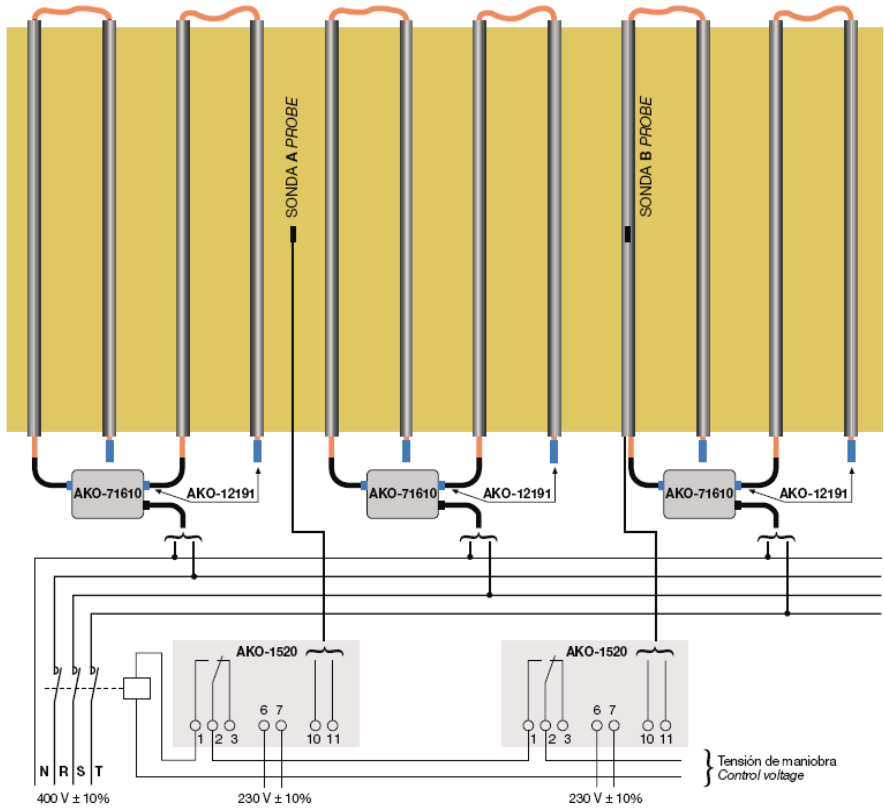 SONDA A PROBE
SONDA B PROBE
AKO-71610
AKO-12191
AKO-71610
AKO-12191
AKO-71610
AKO-12191
AKO-1520
AKO-1520
6 7
1 2 3 10 11
6 7
1 2 3 10 11
N R S T
Tensión de maniobra
Control voltage
400 V ± 10%
230 V ± 10%
230 V ± 10%